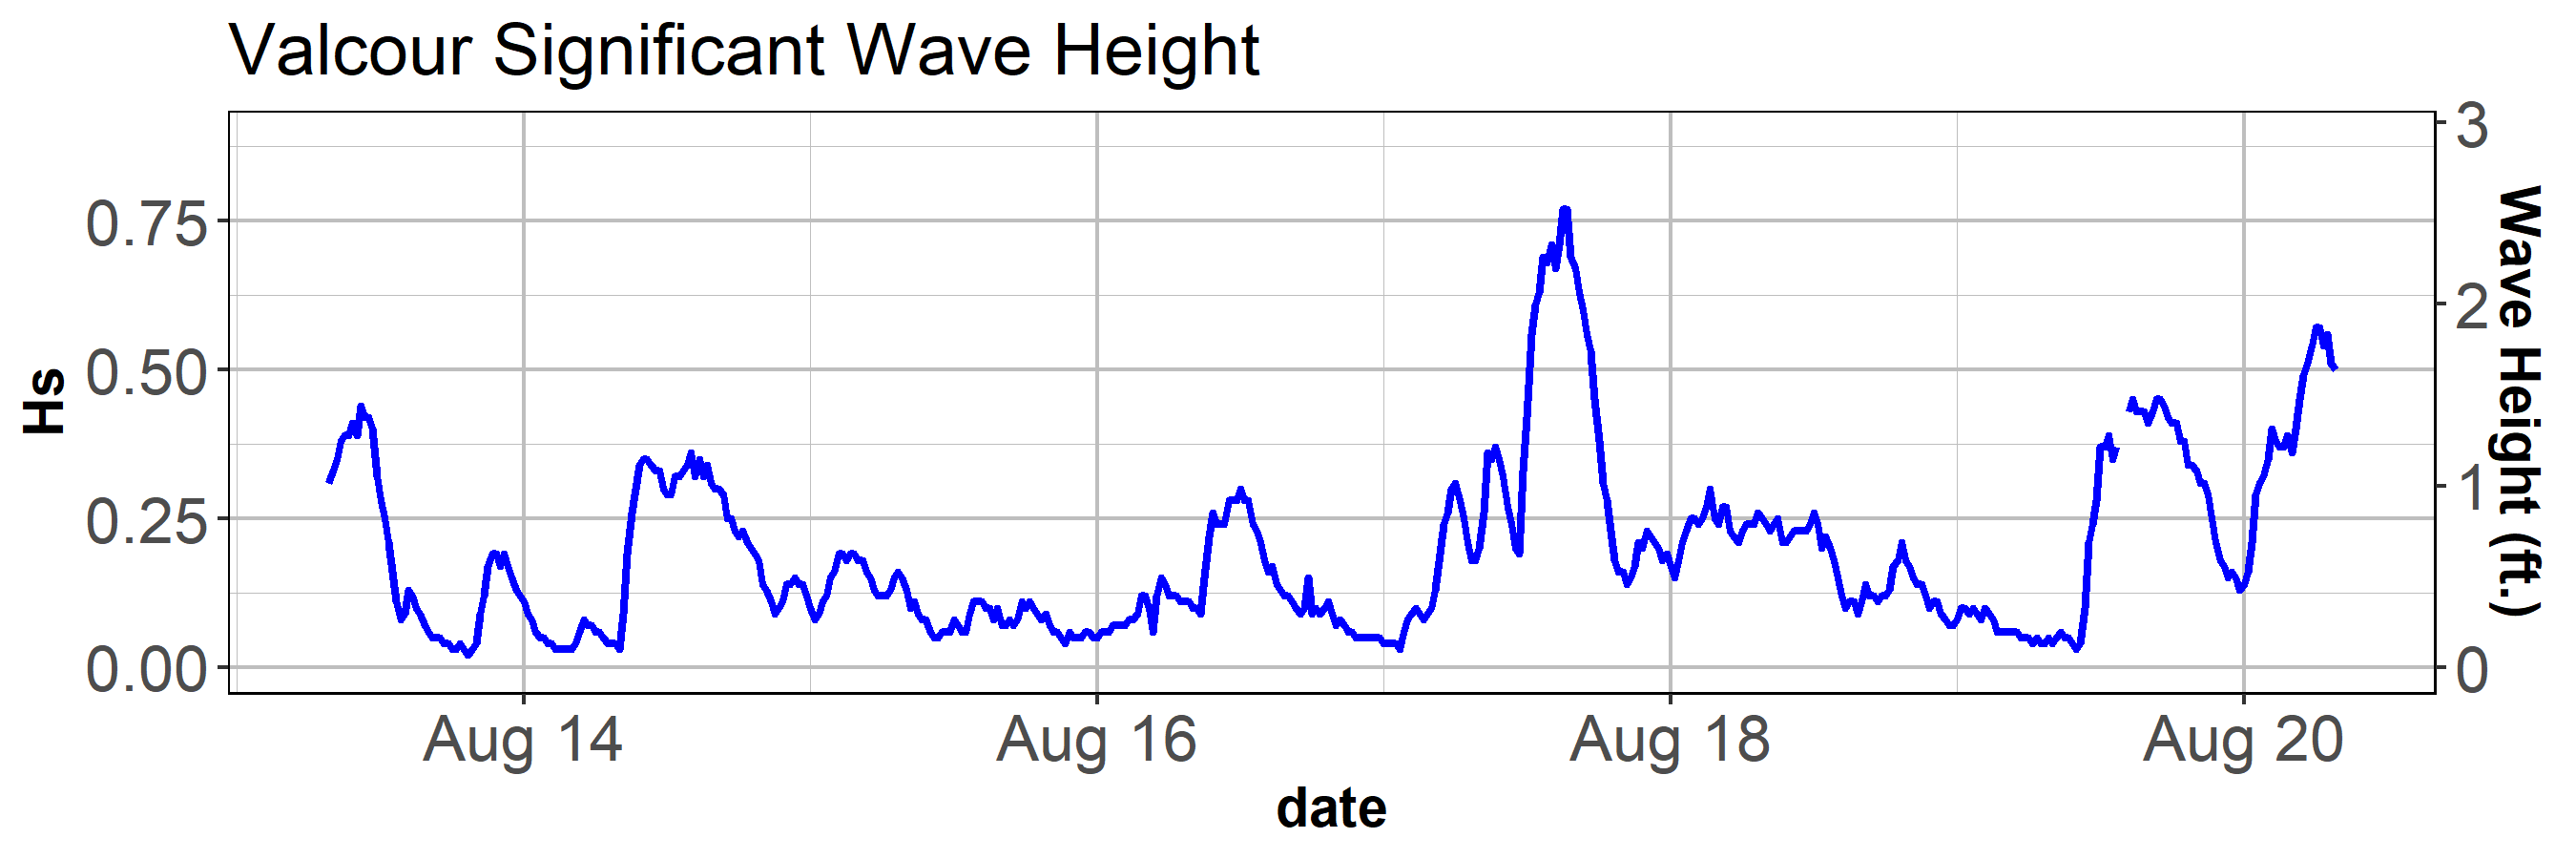 Valcour Significant Wave Height
Hs
0.75
0.50
0.25
0.00
3
2
1
0
Wave Height (ft.)
Aug 14
Aug 16
Aug 18
Aug 20
date